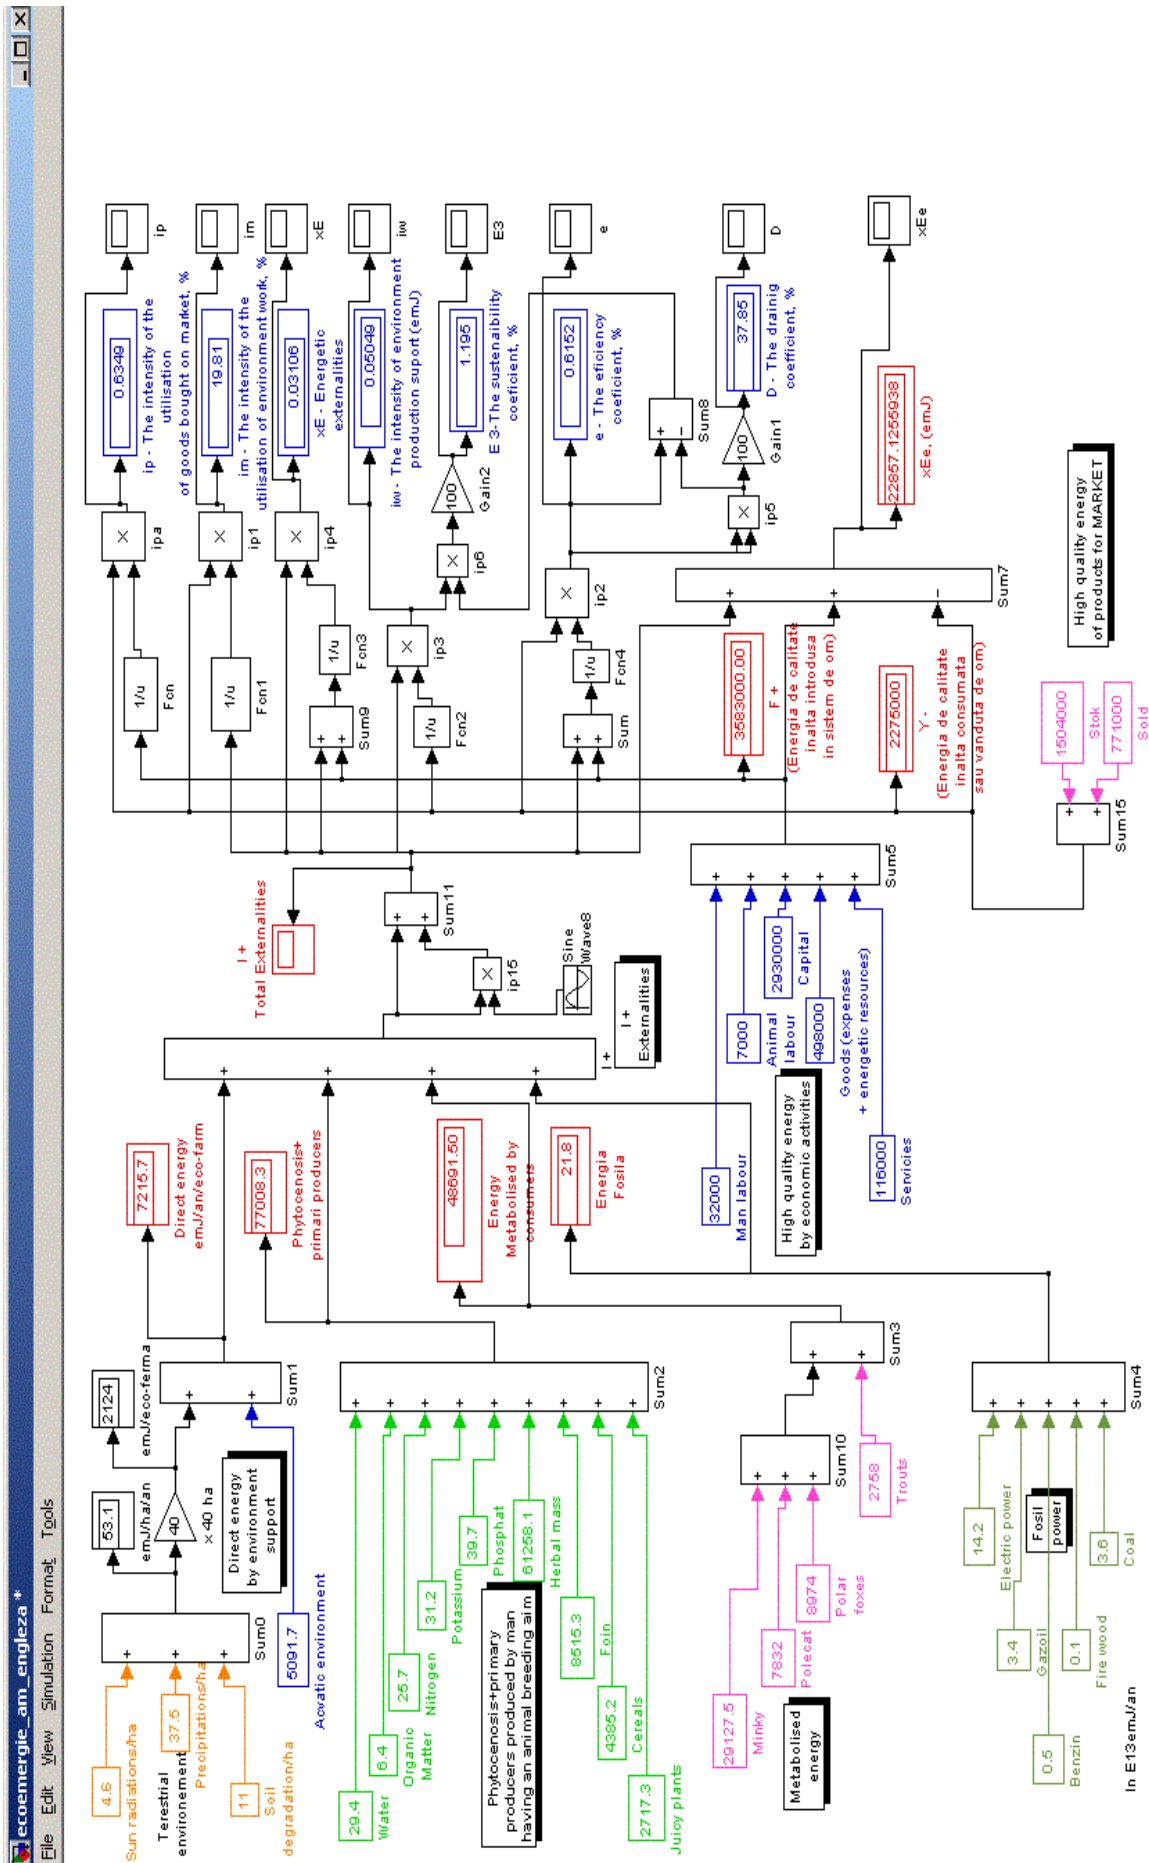 ecoemergie_am_engleza *
File Edit View Simulation Format Tools
4.6
Sun radiations/ha
Terestrial
environement
37.5
Precipitations/ha
11
Soil
degradation/ha
Sum0
53.1
emJ/ha/an
40
x 40 ha
2124
emJ/eco-ferma
Direct energy
by environment
support
5091.7
Acvatic environment
Sum1
7215.7
Direct energy
emJ/an/eco-farm
29.4
Water
6.4
Organic
Matter
25.7
Nitrogen
31.2
Potassium
39.7
Phosphat
61258.1
Herbal mass
8515.3
Foin
4385.2
Cereals
2717.3
Juicy plants
Phytocenosis+primary
producers produced by man
having an animal breeding aim
Sum2
77008.3
Phytocenosis+
primari producers
29127.5
Minky
7832
Polecat
8974
Polar
foxes
Sum10
2758
Trouts
Metabolised
energy
Sum3
48691.50
Energy
Metabolised by
consumers
14.2
Electric power
3.4
Gazoil
0.5
Benzin
0.1
Fire wood
3.6
Coal
Fosil
power
Sum4
21.8
Energia
Fosila
In E13emJ/an
I +
I +
Externalities
ip15
Sine
Wave8
Sum11
I +
Total Externalities
32000
Man labour
7000
Animal
labour
2930000
Capital
498000
Goods (expenses
+ energetic resources)
116000
Servicies
High quality energy
by economic activities
Sum5
1/u
Fcn
1/u
Fcn1
Sum9
1/u
Fcn3
1/u
Fcn2
Sum
1/u
Fcn4
3583000.00
F +
(Energia de calitate
inalta introdusa
in sistem de om)
2275000
Y -
(Energia de calitate
inalta consumata
sau vanduta de om)
1504000
Stok
771000
Sold
Sum15
High quality energy
of products for MARKET
ipa
ip1
ip4
ip3
ip6
ip2
ip5
100
Gain2
100
Gain1
Sum8
Sum7
0.6349
ip - The intensity of the
utilisation
of goods bought on market, %
19.81
im - The intensity of the
utilisation of environment work, %
0.03106
xE - Energetic
externalities
0.05049
iw - The intensity of environment
production suport (emJ)
1.195
E 3-The sustenaibility
coeficient, %
0.6152
e - The eficiency
coeficient, %
37.85
D - The drainig
coefficient, %
22857.1255938
xEe, (emJ)
ip
im
xE
iw
E3
e
D
xEe